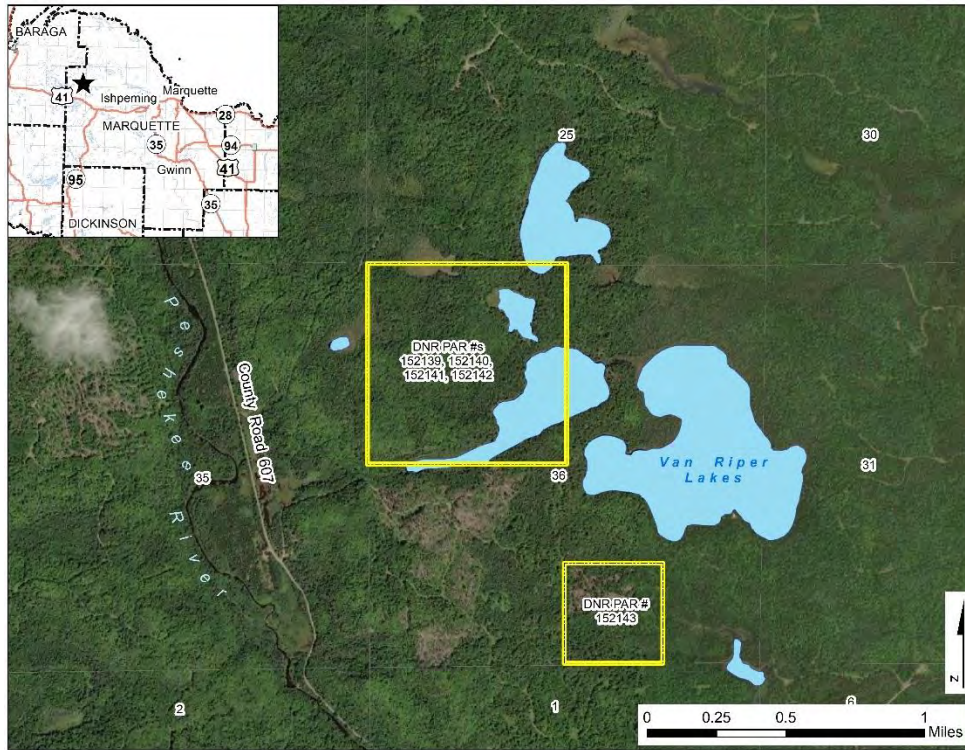 BARAGA
41
Ishpeming
Marquette
28
MARQUETTE
35
94
Gwinn
41
95
35
DICKINSON
25
30
DNR PAR #s
152139, 152140,
152141, 152142
Peshekee River
County Road 607
35
36
Van Riper
Lakes
31
DNR PAR #
152143
2
1
6
N
0 0.25 0.5 1
Miles